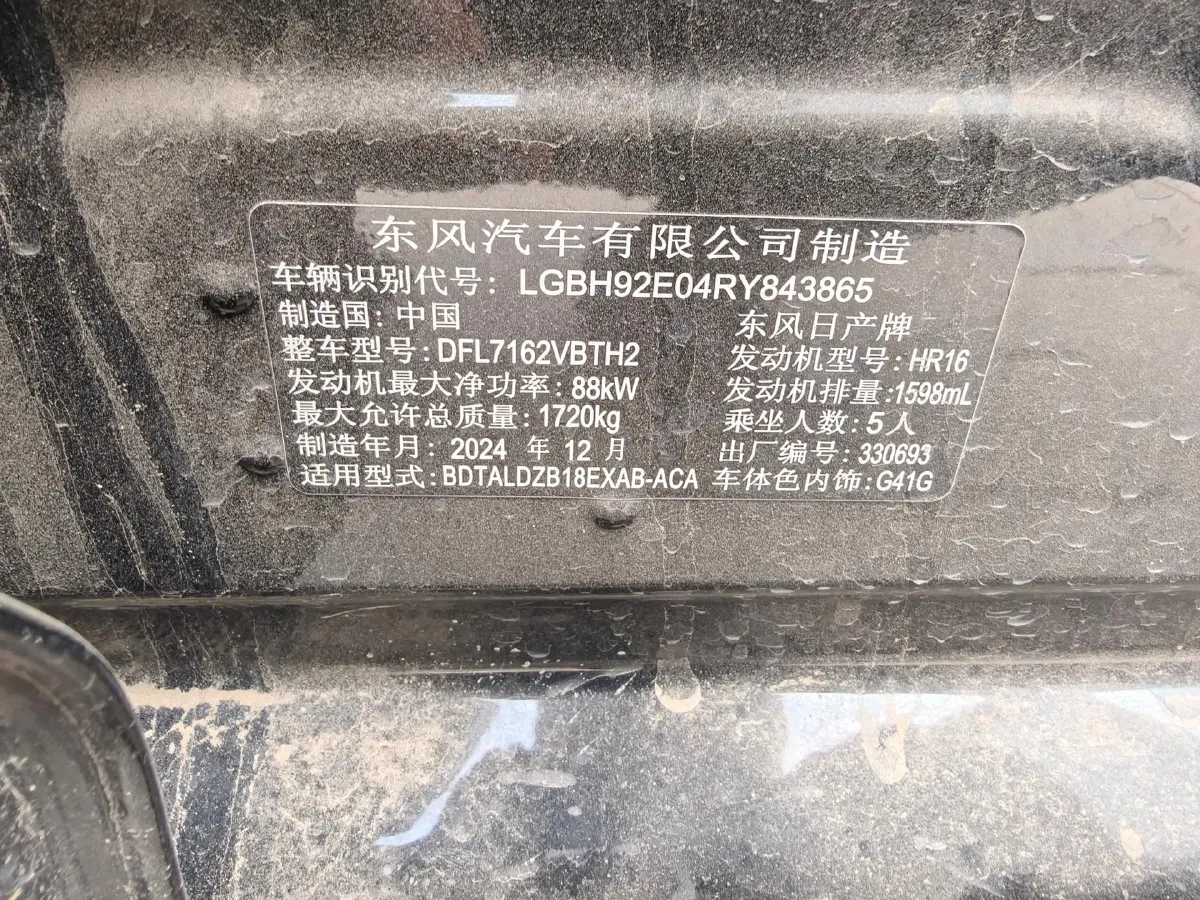 东风汽车有限公司制造
车辆识别代号：LGBH92E04RY843865
制造国：中国 东风日产牌
整车型号：DFL7162VBTH2 发动机型号：HR16
发动机最大净功率：88kW 发动机排量：1598mL
最大允许总质量：1720kg 乘坐人数：5人
制造年月：2024 年 12 月 出厂编号：330693
适用型式：BDTALDZB18EXAB-ACA 车体色内饰：G41G